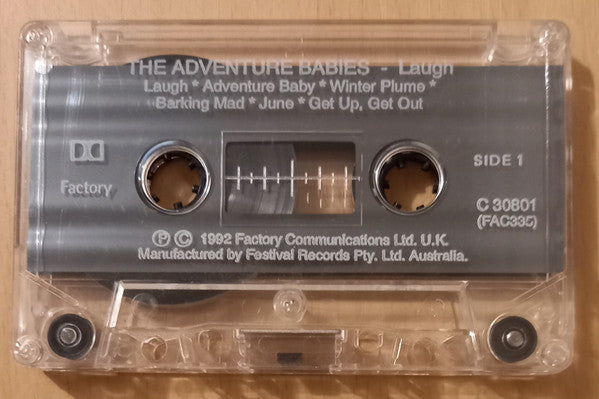 THE ADVENTURE BABIES - Laugh
Laugh * Adventure Baby * Winter Plume *
Barking Mad * June * Get Up, Get Out
SIDE 1
Factory
C 30801
(FAC335)
Ⓟ © 1992 Factory Communications Ltd. U.K.
Manufactured by Festival Records Pty. Ltd. Australia.